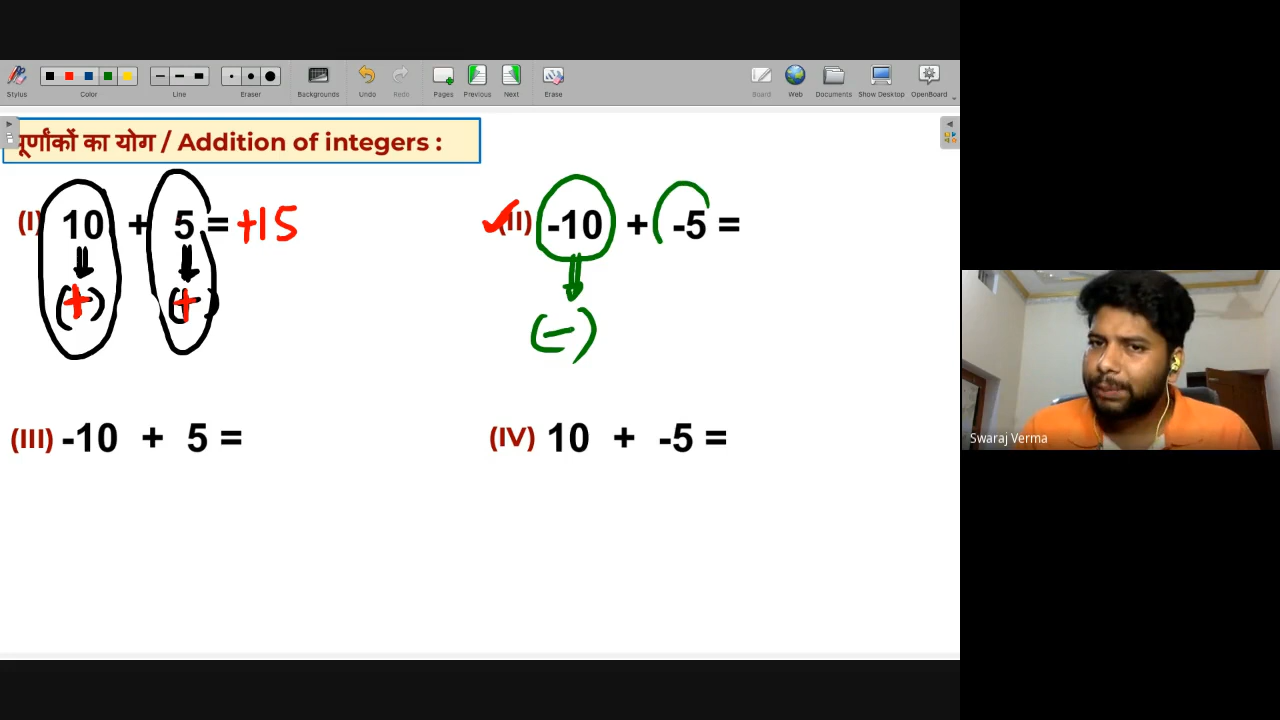 Stylus
Color
Line
Eraser
Backgrounds
Undo
Redo
Pages
Previous
Next
Erase
Board
Web
Documents
Show Desktop
OpenBoard
पूर्णांकों का योग / Addition of integers :
(I) 10 + 5 = +15
(+) (+)
(II) -10 + -5 =
(-)
(III) -10 + 5 =
(IV) 10 + -5 =
Swaraj Verma